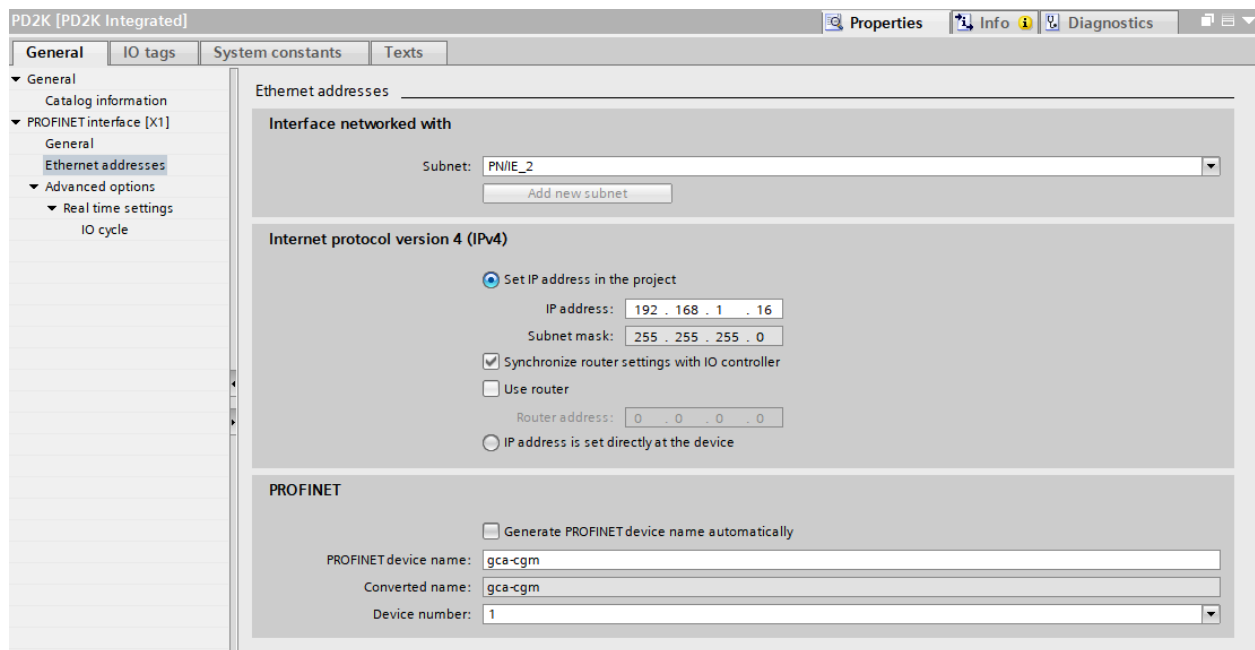 PD2K [PD2K Integrated]
Properties
Info
Diagnostics
General
IO tags
System constants
Texts
General
Catalog information
PROFINET interface [X1]
General
Ethernet addresses
Advanced options
Real time settings
IO cycle
Ethernet addresses
Interface networked with
Subnet: PN/IE_2
Add new subnet
Internet protocol version 4 (IPv4)
Set IP address in the project
IP address: 192 . 168 . 1 . 16
Subnet mask: 255 . 255 . 255 . 0
Synchronize router settings with IO controller
Use router
Router address: 0 . 0 . 0 . 0
IP address is set directly at the device
PROFINET
Generate PROFINET device name automatically
PROFINET device name: gca-cgm
Converted name: gca-cgm
Device number: 1